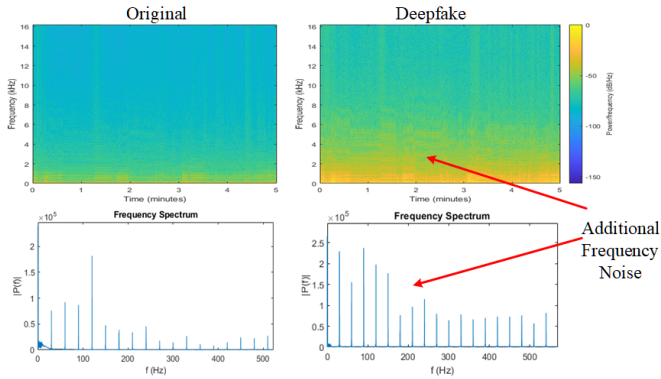 Original
Deepfake
16
14
12
10
8
6
4
2
0
Frequency (kHz)
0 1 2 3 4 5
Time (minutes)
16
14
12
10
8
6
4
2
0
Frequency (kHz)
0 1 2 3 4 5
Time (minutes)
0
-50
-100
-150
Power/frequency (dB/Hz)
×10⁵
Frequency Spectrum
2
1.5
1
0.5
0
|P(f)|
0 100 200 300 400 500
f (Hz)
×10⁵
Frequency Spectrum
2.5
2
1.5
1
0.5
0
|P(f)|
0 100 200 300 400 500
f (Hz)
Additional
Frequency
Noise